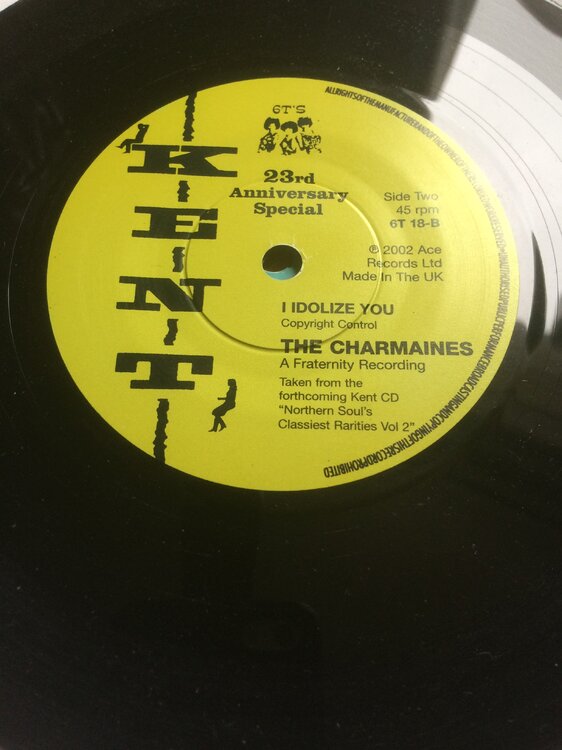 K-E-N-T
6T'S
23rd
Anniversary
Special
Side Two
45 rpm
6T 18-B
℗ 2002 Ace
Records Ltd
Made In The UK
I IDOLIZE YOU
Copyright Control
THE CHARMAINES
A Fraternity Recording
Taken from the
forthcoming Kent CD
"Northern Soul's
Classiest Rarities Vol 2"
ALLRIGHTSOFTHEMANUFACTURERANDOFTHEOWNEROFTHERECORDEDWORKRESERVED•UNAUTHORISEDPUBLICPERFORMANCEBROADCASTINGANDCOPYINGOFTHISRECORDPROHIBITED